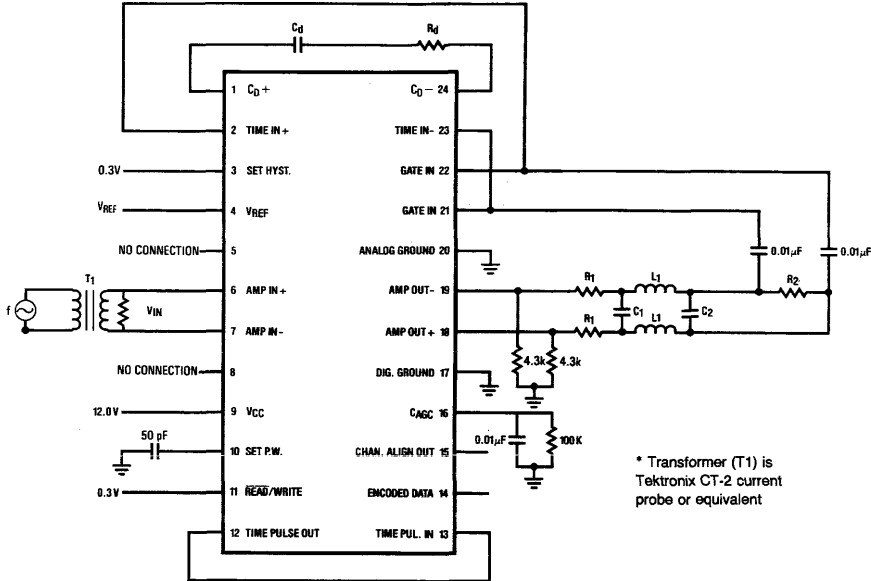 Cd Rd
1 CD+ CD− 24
2 TIME IN+ TIME IN− 23
0.3V 3 SET HYST. GATE IN 22
VREF 4 VREF GATE IN 21
NO CONNECTION 5 ANALOG GROUND 20
0.01µF 0.01µF
T1 R1 L1 R2
f VIN 6 AMP IN+ AMP OUT− 19
C1 C2
R1 L1
7 AMP IN− AMP OUT+ 18
4.3k 4.3k
NO CONNECTION 8 DIG. GROUND 17
12.0V 9 VCC CAGC 16
50 pF 10 SET P.W. CHAN. ALIGN OUT 15
0.01µF 100K
0.3V 11 READ/WRITE ENCODED DATA 14
12 TIME PULSE OUT TIME PUL. IN 13
* Transformer (T1) is
Tektronix CT-2 current
probe or equivalent